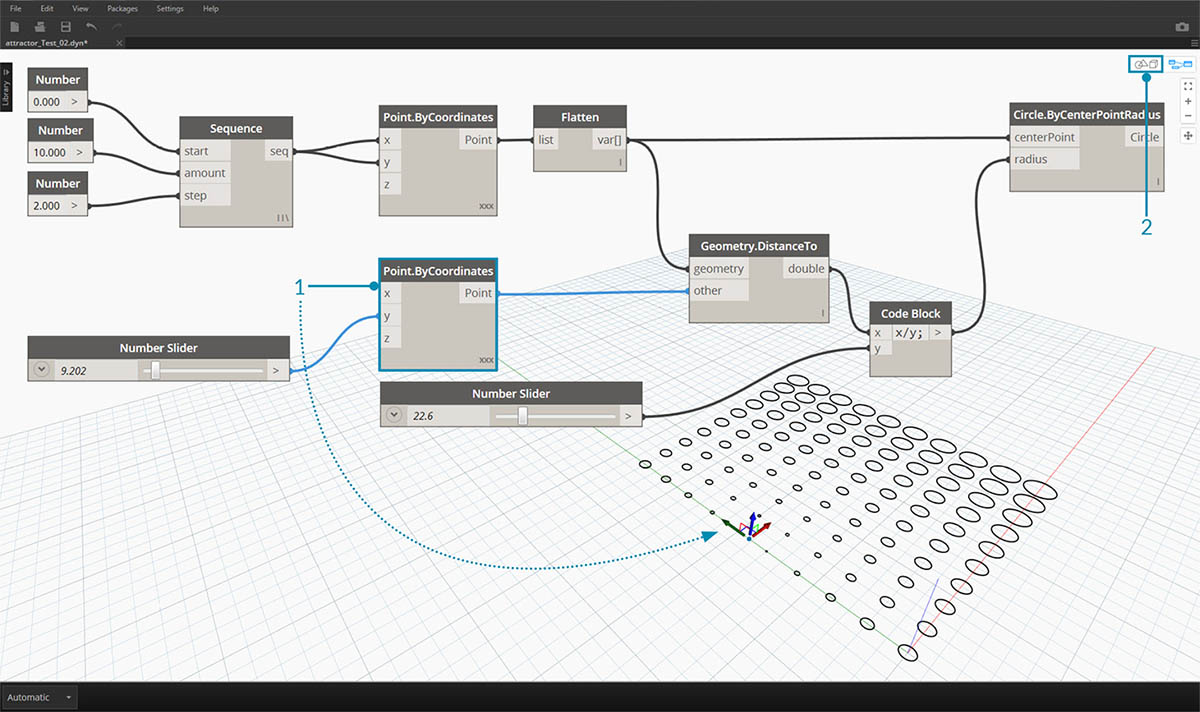 File Edit View Packages Settings Help
attractor_Test_02.dyn*
Library
Number
0.000 >
Number
10.000 >
Number
2.000 >
Sequence
start seq
amount
step
Point.ByCoordinates
x Point
y
z
xxx
Flatten
list var[]
Circle.ByCenterPointRadius
centerPoint Circle
radius
2
Geometry.DistanceTo
geometry double
other
1
Point.ByCoordinates
x Point
y
z
xxx
Code Block
x x/y; >
y
Number Slider
9.202 >
Number Slider
22.6 >
Automatic